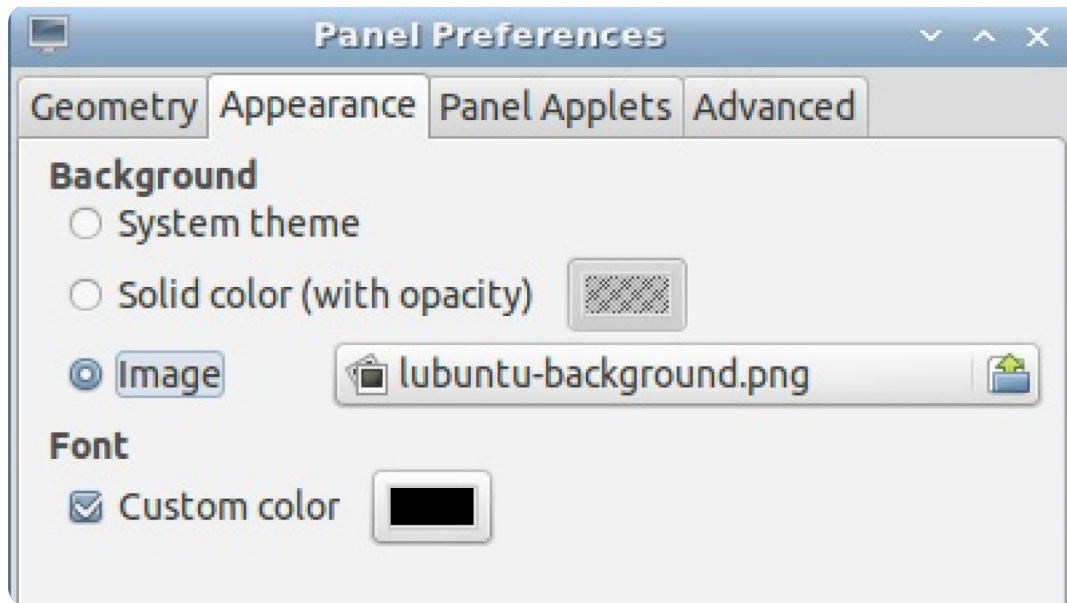 Panel Preferences
Geometry Appearance Panel Applets Advanced
Background
System theme
Solid color (with opacity)
Image lubuntu-background.png
Font
Custom color